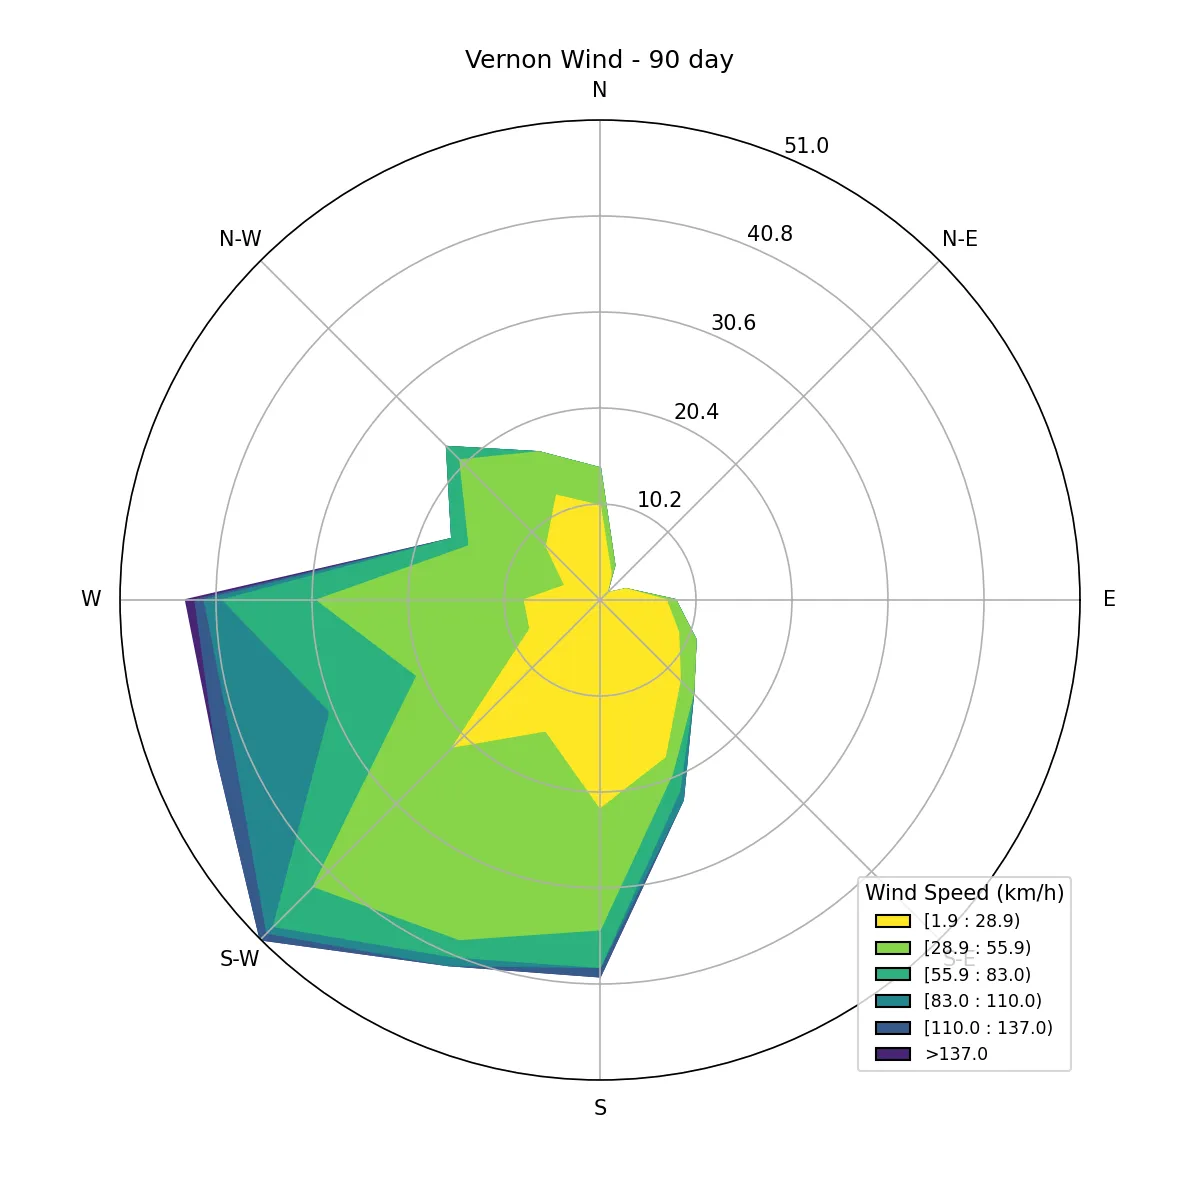 Vernon Wind - 90 day
N
51.0
N-W
40.8
N-E
30.6
20.4
10.2
W
E
S-W
S-E
S
Wind Speed (km/h)
[1.9 : 28.9)
[28.9 : 55.9)
[55.9 : 83.0)
[83.0 : 110.0)
[110.0 : 137.0)
>137.0